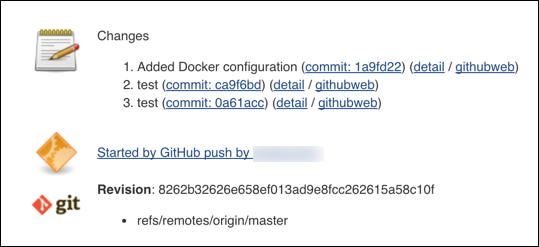 Changes
1. Added Docker configuration (commit: 1a9fd22) (detail / githubweb)
2. test (commit: ca9f6bd) (detail / githubweb)
3. test (commit: 0a61acc) (detail / githubweb)
Started by GitHub push by
git
Revision: 8262b32626e658ef013ad9e8fcc262615a58c10f
• refs/remotes/origin/master